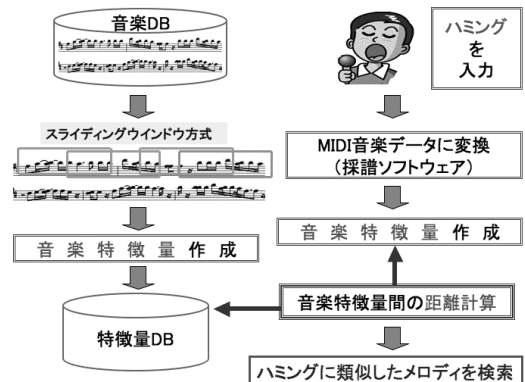 音楽DB
スライディングウインドウ方式
音楽特徴量作成
特徴量DB
ハミング
を
入力
MIDI音楽データに変換
(採譜ソフトウェア)
音楽特徴量作成
音楽特徴量間の距離計算
ハミングに類似したメロディを検索